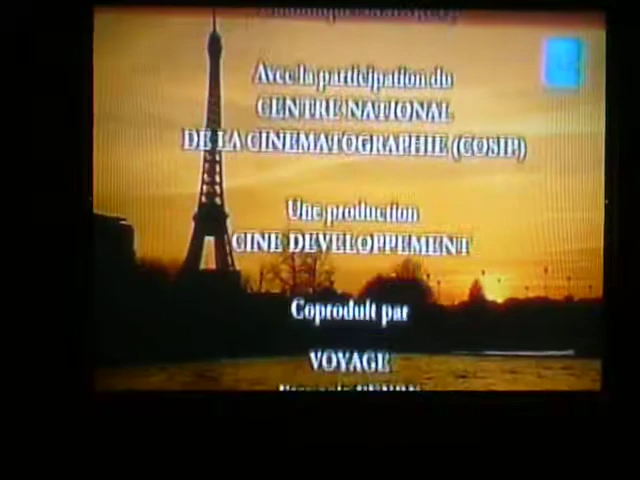 Avec la participation du
CENTRE NATIONAL
DE LA CINEMATOGRAPHIE (COSIP)
Une production
CINE DEVELOPPEMENT
Coproduit par
VOYAGE